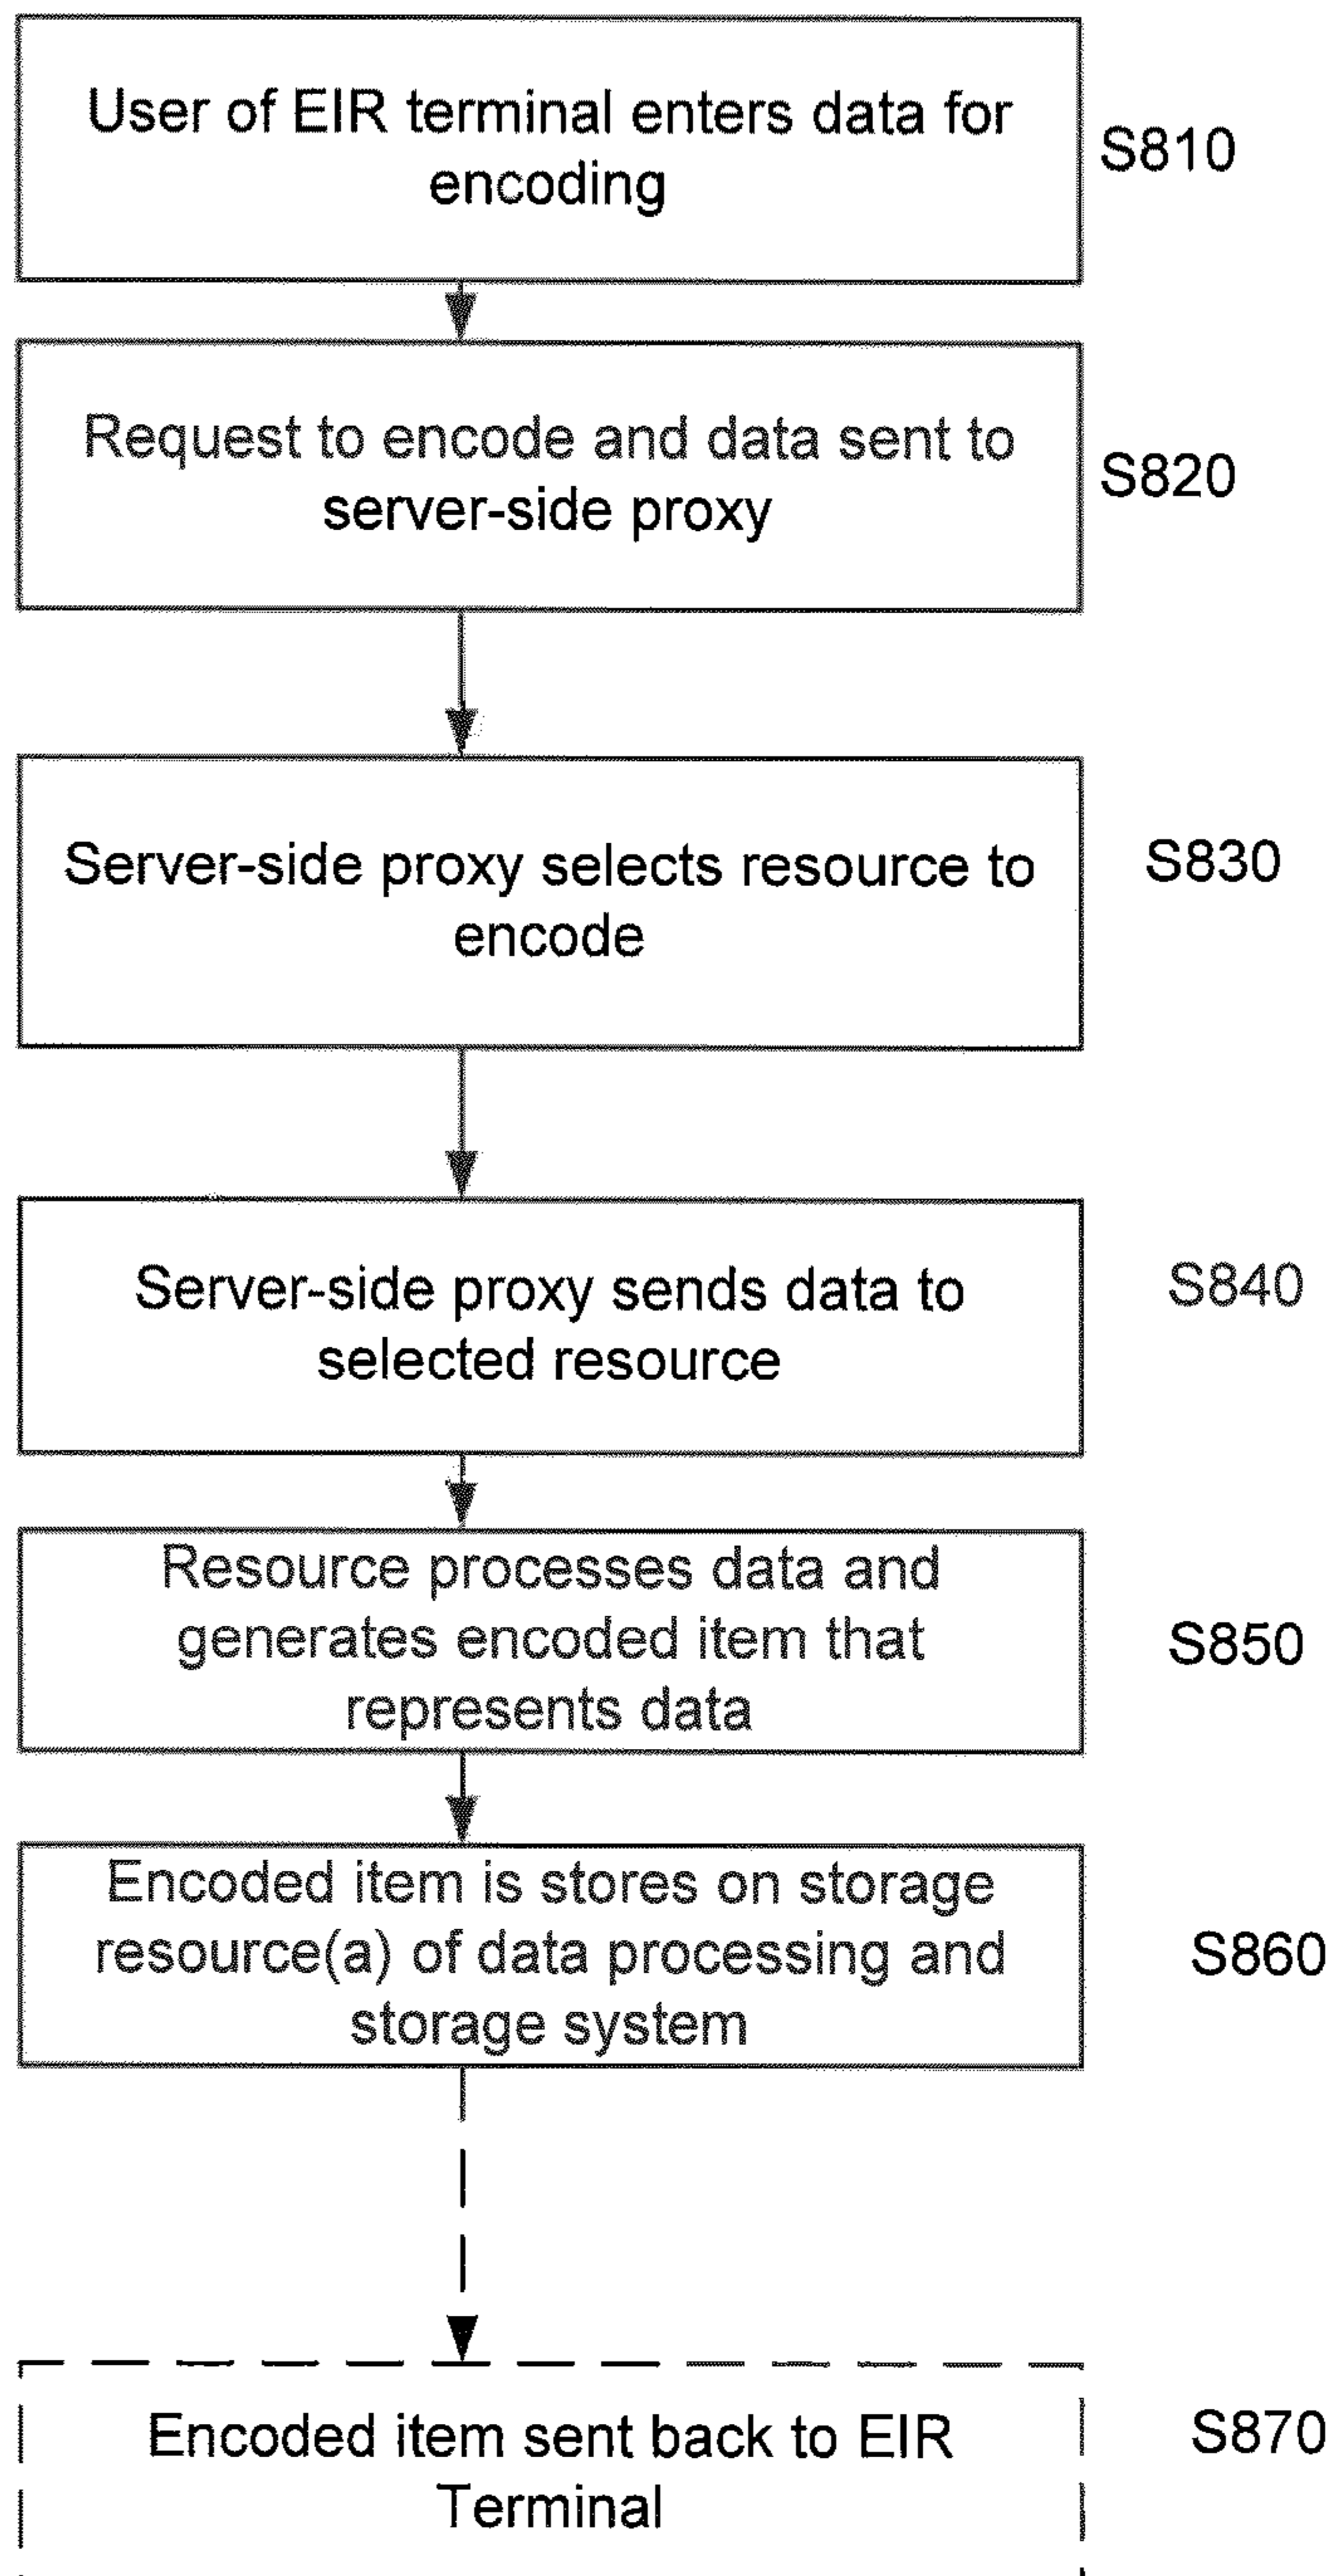 User of EIR terminal enters data for
encoding
S810
Request to encode and data sent to
server-side proxy
S820
Server-side proxy selects resource to
encode
S830
Server-side proxy sends data to
selected resource
S840
Resource processes data and
generates encoded item that
represents data
S850
Encoded item is stores on storage
resource(a) of data processing and
storage system
S860
Encoded item sent back to EIR
Terminal
S870